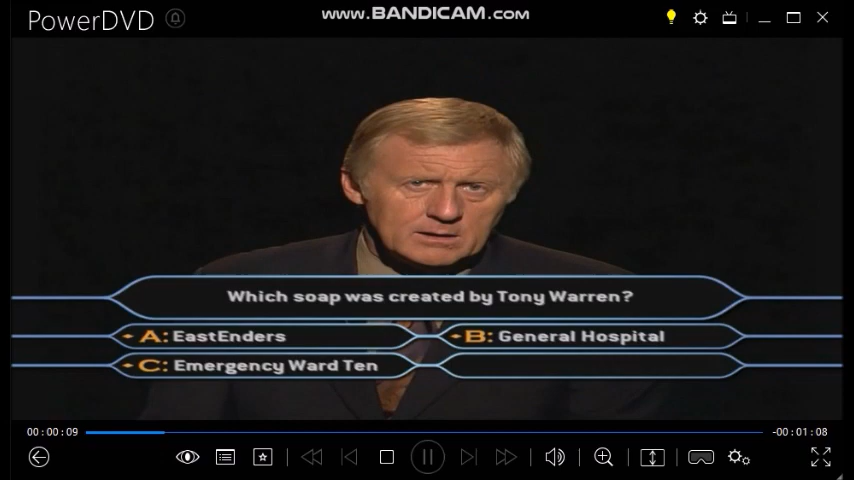 PowerDVD
www.BANDICAM.com
Which soap was created by Tony Warren?
A: EastEnders
B: General Hospital
C: Emergency Ward Ten
00:00:09
-00:01:08